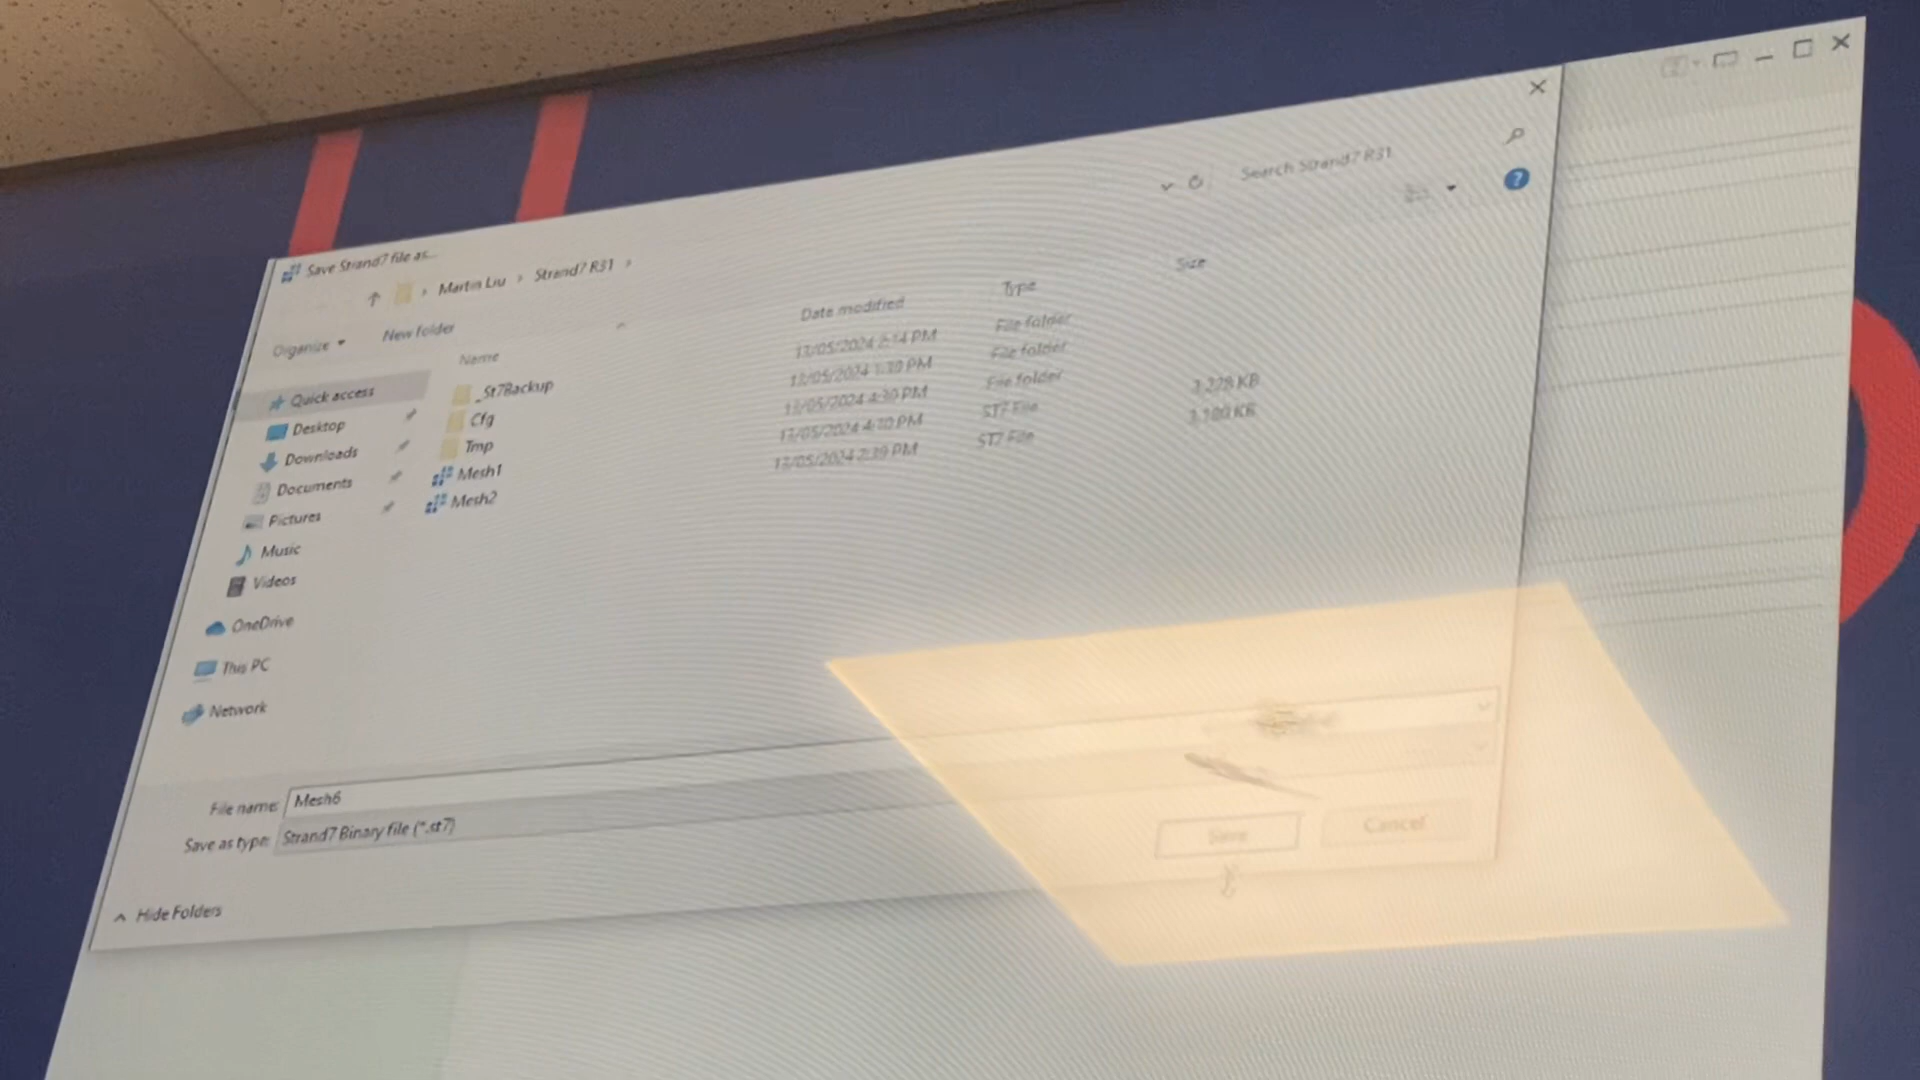 Save Strand7 file as...
Martin Liu › Strand7 R31 ›
Search Strand7 R31
Organize
New folder
Name
Date modified
Type
Size
Quick access
Desktop
Downloads
Documents
Pictures
Music
Videos
OneDrive
This PC
Network
_St7Backup
File folder
Cfg
File folder
Tmp
File folder
Mesh1
ST7 File
Mesh2
ST7 File
File name: Mesh6
Save as type: Strand7 Binary file (*.st7)
Save
Cancel
Hide Folders